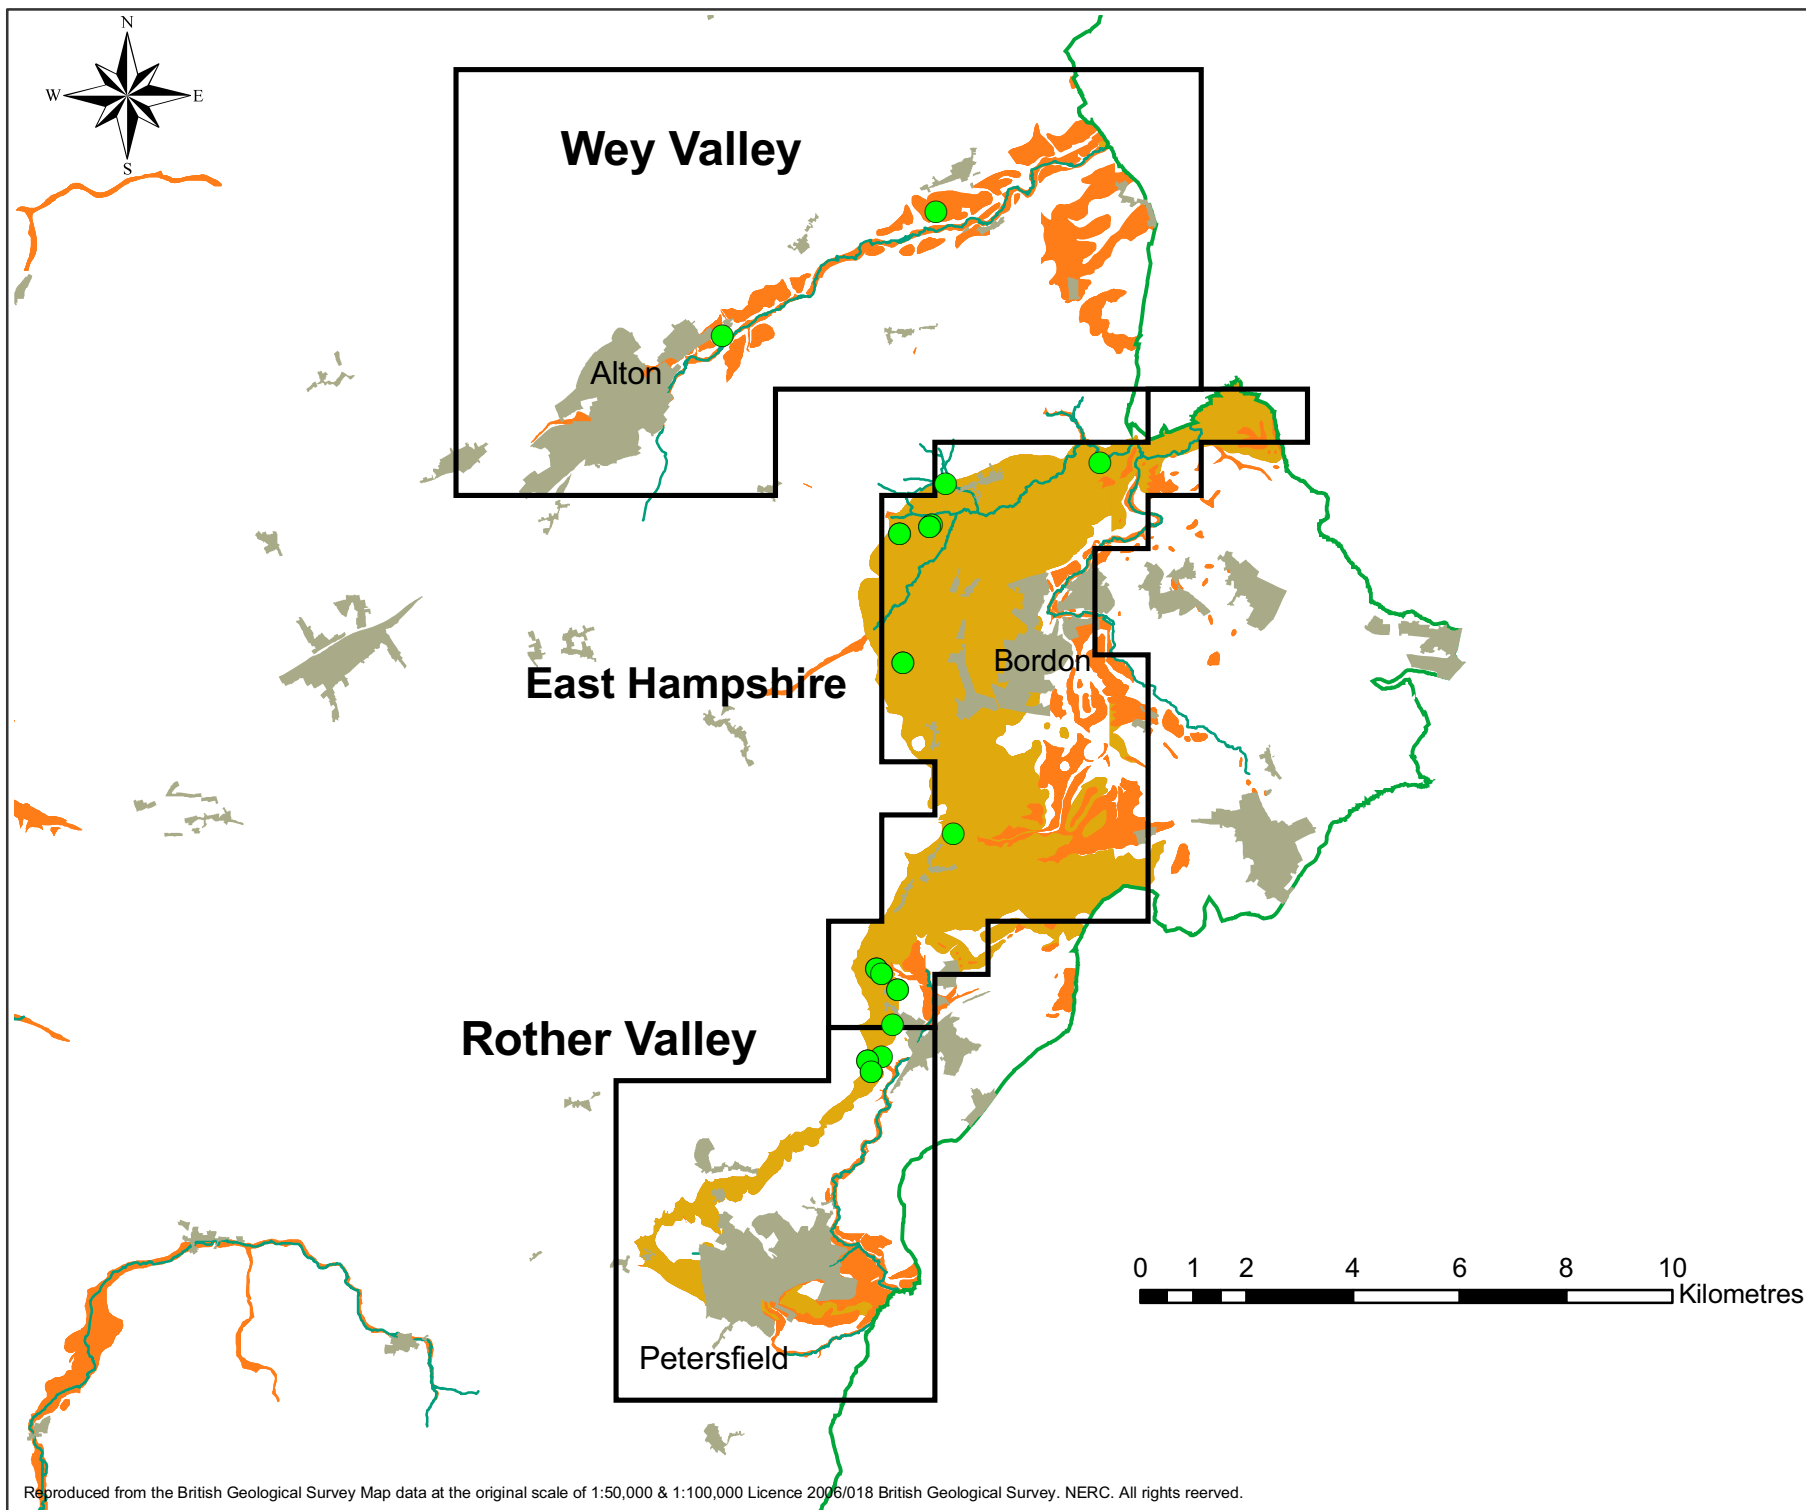 N
W E
S
Wey Valley
Alton
Bordon
East Hampshire
Rother Valley
0 1 2 4 6 8 10
Kilometres
Petersfield
Reproduced from the British Geological Survey Map data at the original scale of 1:50,000 & 1:100,000 Licence 2006/018 British Geological Survey. NERC. All rights reerved.